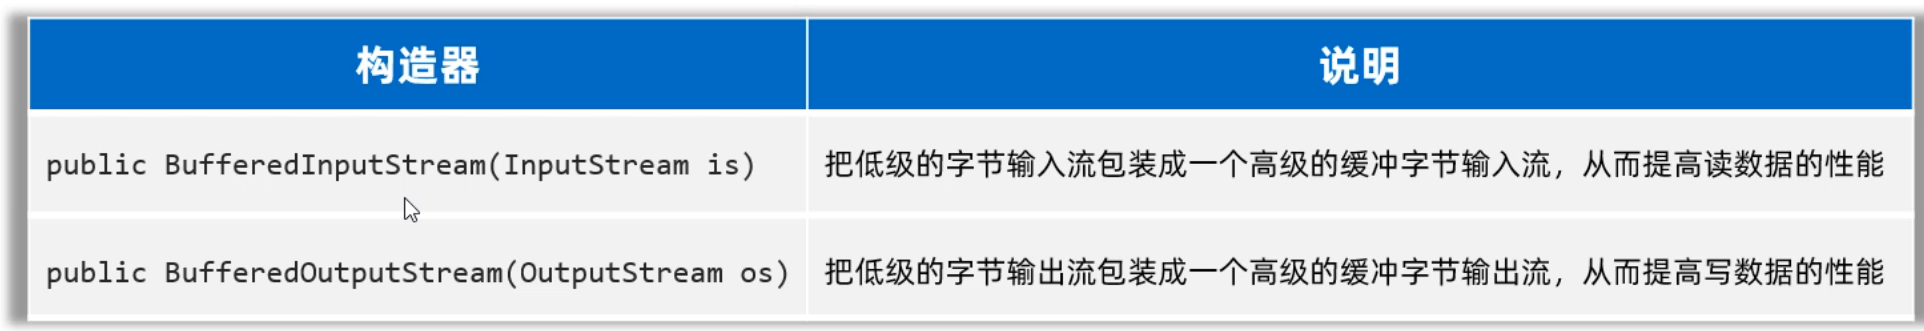 构造器
说明
public BufferedInputStream(InputStream is)
把低级的字节输入流包装成一个高级的缓冲字节输入流，从而提高读数据的性能
public BufferedOutputStream(OutputStream os)
把低级的字节输出流包装成一个高级的缓冲字节输出流，从而提高写数据的性能